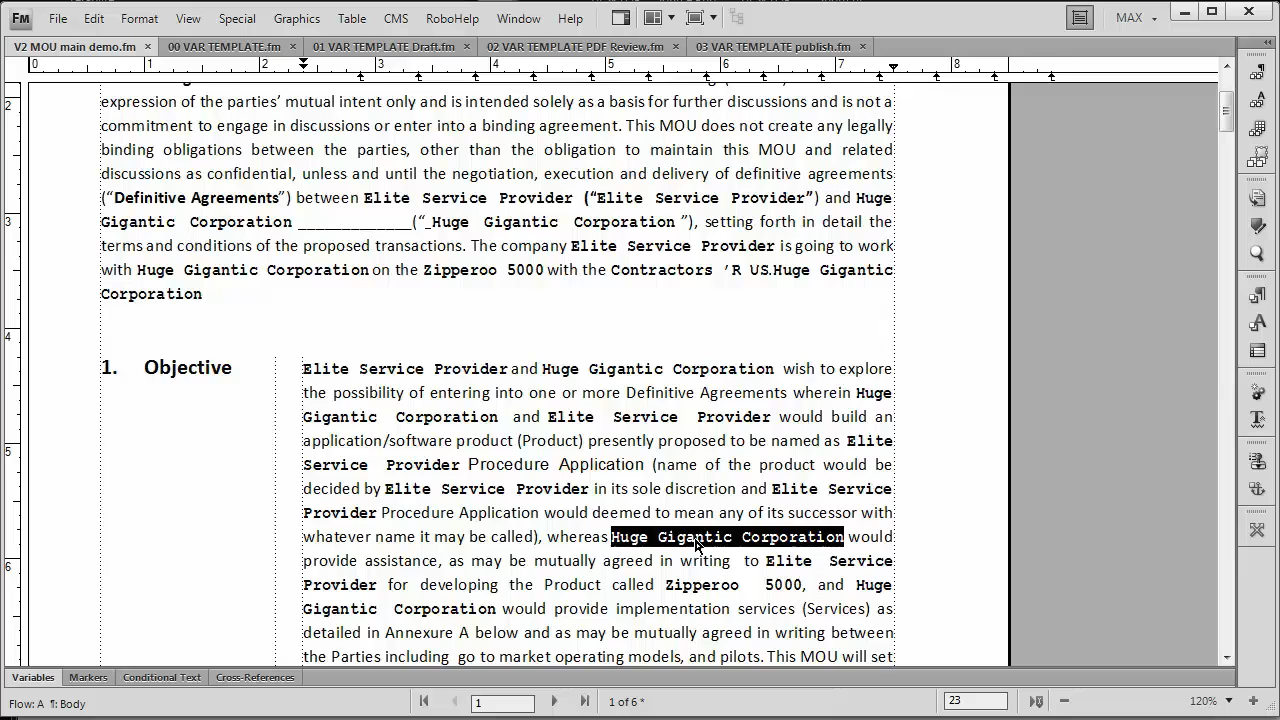 Fm File Edit Format View Special Graphics Table CMS RoboHelp Window Help MAX
V2 MOU main demo.fm × 00 VAR TEMPLATE.fm × 01 VAR TEMPLATE Draft.fm × 02 VAR TEMPLATE PDF Review.fm × 03 VAR TEMPLATE publish.fm ×
0 1 2 3 4 5 6 7 8
2
expression of the parties’ mutual intent only and is intended solely as a basis for further discussions and is not a
commitment to engage in discussions or enter into a binding agreement. This MOU does not create any legally
binding obligations between the parties, other than the obligation to maintain this MOU and related
discussions as confidential, unless and until the negotiation, execution and delivery of definitive agreements
(“Definitive Agreements”) between Elite Service Provider (“Elite Service Provider”) and Huge
3
Gigantic Corporation _____________(“_Huge Gigantic Corporation ”), setting forth in detail the
terms and conditions of the proposed transactions. The company Elite Service Provider is going to work
with Huge Gigantic Corporation on the Zipperoo 5000 with the Contractors ’R US.Huge Gigantic
Corporation
4
1. Objective
Elite Service Provider and Huge Gigantic Corporation wish to explore
the possibility of entering into one or more Definitive Agreements wherein Huge
Gigantic Corporation and Elite Service Provider would build an
application/software product (Product) presently proposed to be named as Elite
5
Service Provider Procedure Application (name of the product would be
decided by Elite Service Provider in its sole discretion and Elite Service
Provider Procedure Application would deemed to mean any of its successor with
whatever name it may be called), whereas Huge Gigantic Corporation would
provide assistance, as may be mutually agreed in writing to Elite Service
6
Provider for developing the Product called Zipperoo 5000, and Huge
Gigantic Corporation would provide implementation services (Services) as
detailed in Annexure A below and as may be mutually agreed in writing between
the Parties including go to market operating models, and pilots. This MOU will set
Variables Markers Conditional Text Cross-References
Flow: A ¶: Body 1 1 of 6 * 23 120%